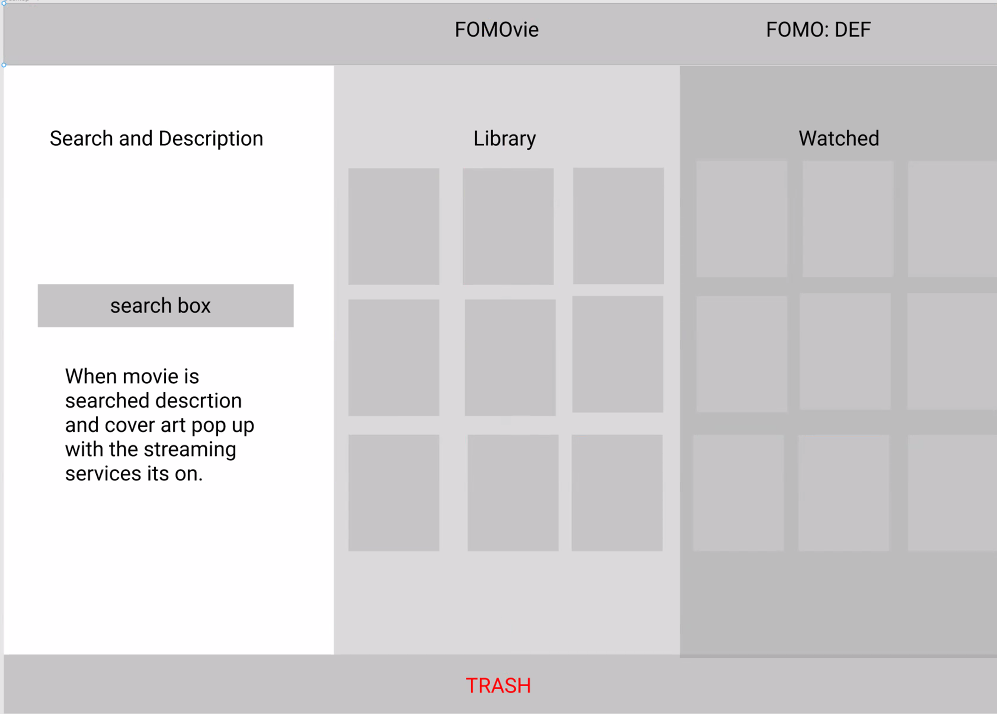 FOMOvie
FOMO: DEF
Search and Description
Library
Watched
search box
When movie is
searched descrtion
and cover art pop up
with the streaming
services its on.
TRASH